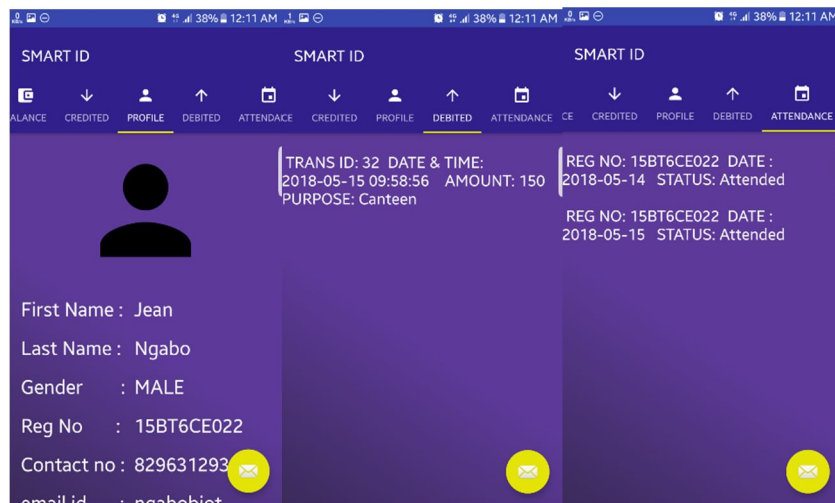 38% 12:11 AM
SMART ID
ALANCE CREDITED PROFILE DEBITED ATTENDACE
First Name : Jean
Last Name : Ngabo
Gender : MALE
Reg No : 15BT6CE022
Contact no : 829631293
email id : ngabobiet
38% 12:11 AM
SMART ID
CREDITED PROFILE DEBITED ATTENDANCE
TRANS ID: 32 DATE & TIME:
2018-05-15 09:58:56 AMOUNT: 150
PURPOSE: Canteen
38% 12:11 AM
SMART ID
CE CREDITED PROFILE DEBITED ATTENDANCE
REG NO: 15BT6CE022 DATE :
2018-05-14 STATUS: Attended
REG NO: 15BT6CE022 DATE :
2018-05-15 STATUS: Attended